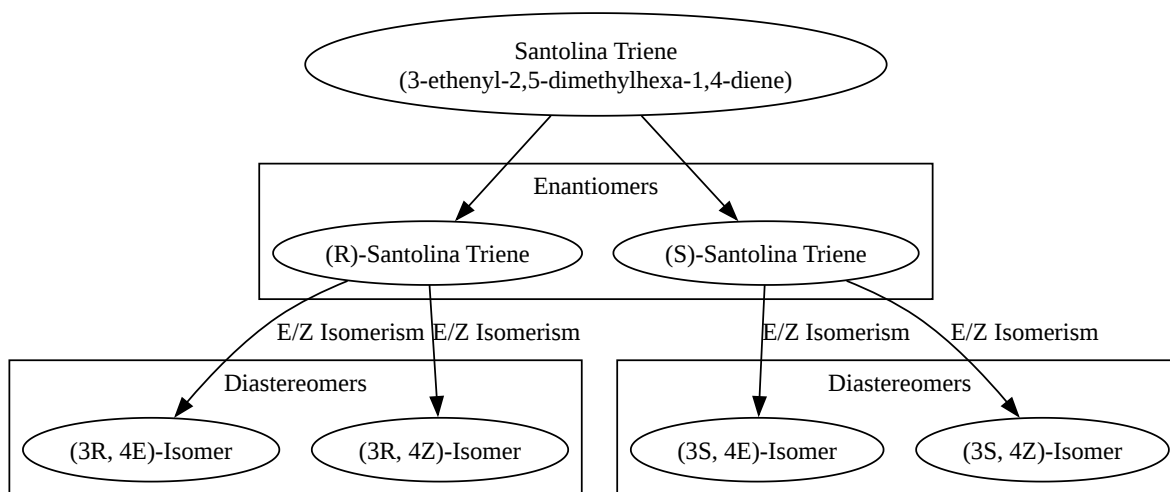 Santolina Triene
(3-ethenyl-2,5-dimethylhexa-1,4-diene)
Enantiomers
(R)-Santolina Triene
(S)-Santolina Triene
E/Z Isomerism
E/Z Isomerism
E/Z Isomerism
E/Z Isomerism
Diastereomers
Diastereomers
(3R, 4E)-Isomer
(3R, 4Z)-Isomer
(3S, 4E)-Isomer
(3S, 4Z)-Isomer